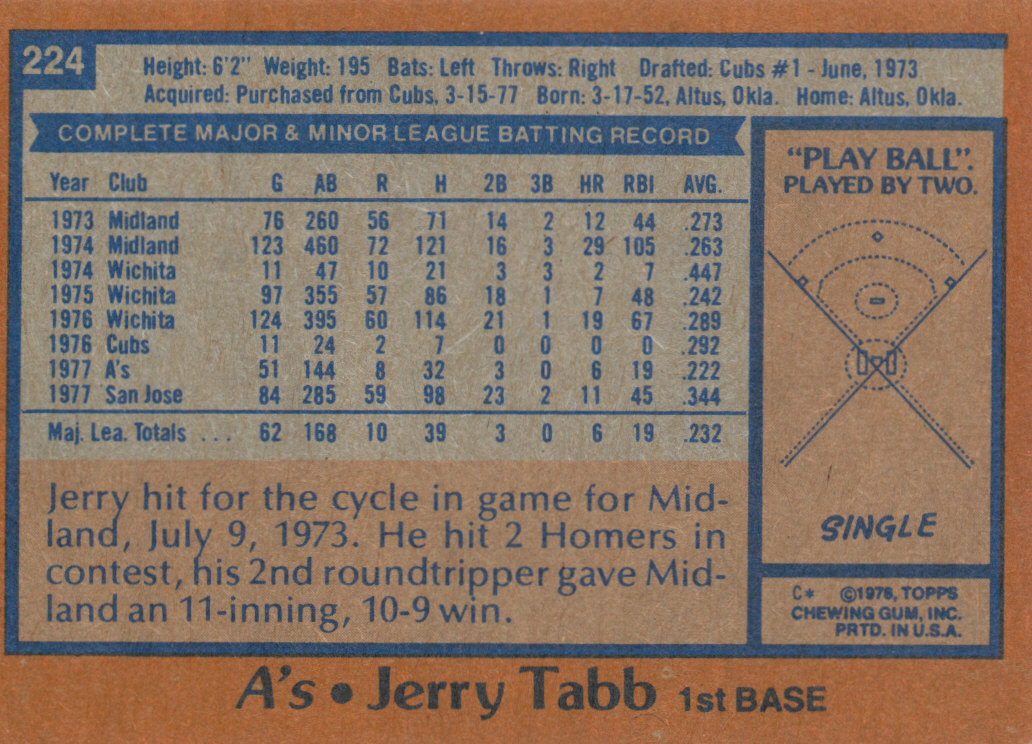 224
Height: 6'2" Weight: 195 Bats: Left Throws: Right Drafted: Cubs #1 - June, 1973
Acquired: Purchased from Cubs, 3-15-77 Born: 3-17-52, Altus, Okla. Home: Altus, Okla.
COMPLETE MAJOR & MINOR LEAGUE BATTING RECORD
Year Club G AB R H 2B 3B HR RBI AVG.
1973 Midland 76 260 56 71 14 2 12 44 .273
1974 Midland 123 460 72 121 16 3 29 105 .263
1974 Wichita 11 47 10 21 3 3 2 7 .447
1975 Wichita 97 355 57 86 18 1 7 48 .242
1976 Wichita 124 395 60 114 21 1 19 67 .289
1976 Cubs 11 24 2 7 0 0 0 0 .292
1977 A's 51 144 8 32 3 0 6 19 .222
1977 San Jose 84 285 59 98 23 2 11 45 .344
Maj. Lea. Totals ... 62 168 10 39 3 0 6 19 .232
Jerry hit for the cycle in game for Mid-
land, July 9, 1973. He hit 2 Homers in
contest, his 2nd roundtripper gave Mid-
land an 11-inning, 10-9 win.
"PLAY BALL".
PLAYED BY TWO.
SINGLE
C* ©1978, TOPPS
CHEWING GUM, INC.
PRTD. IN U.S.A.
A's • Jerry Tabb 1st BASE